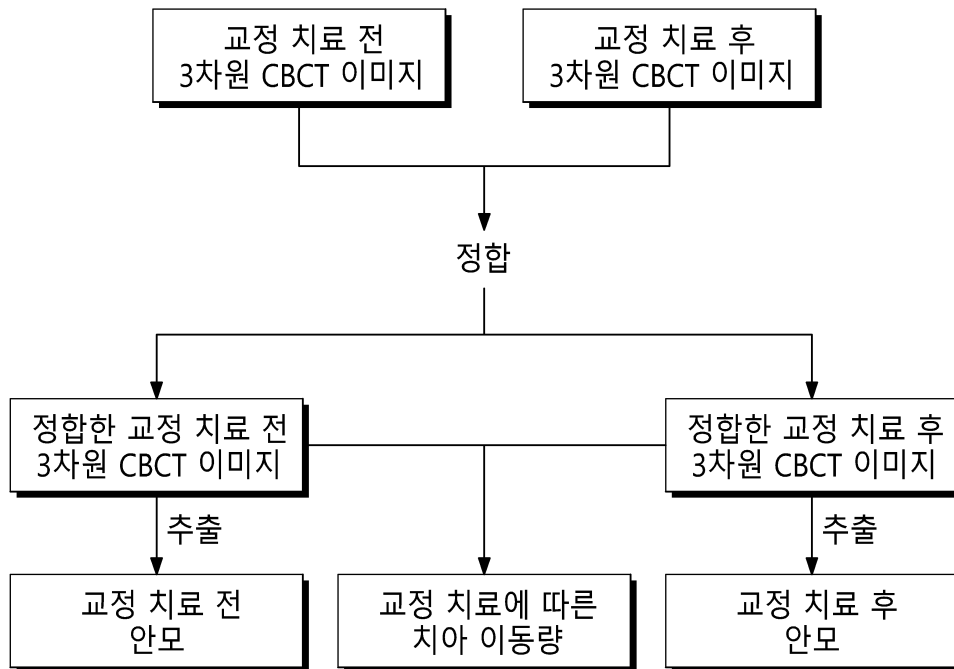 교정 치료 전
3차원 CBCT 이미지
교정 치료 후
3차원 CBCT 이미지
정합
정합한 교정 치료 전
3차원 CBCT 이미지
정합한 교정 치료 후
3차원 CBCT 이미지
추출
추출
교정 치료 전
안모
교정 치료에 따른
치아 이동량
교정 치료 후
안모